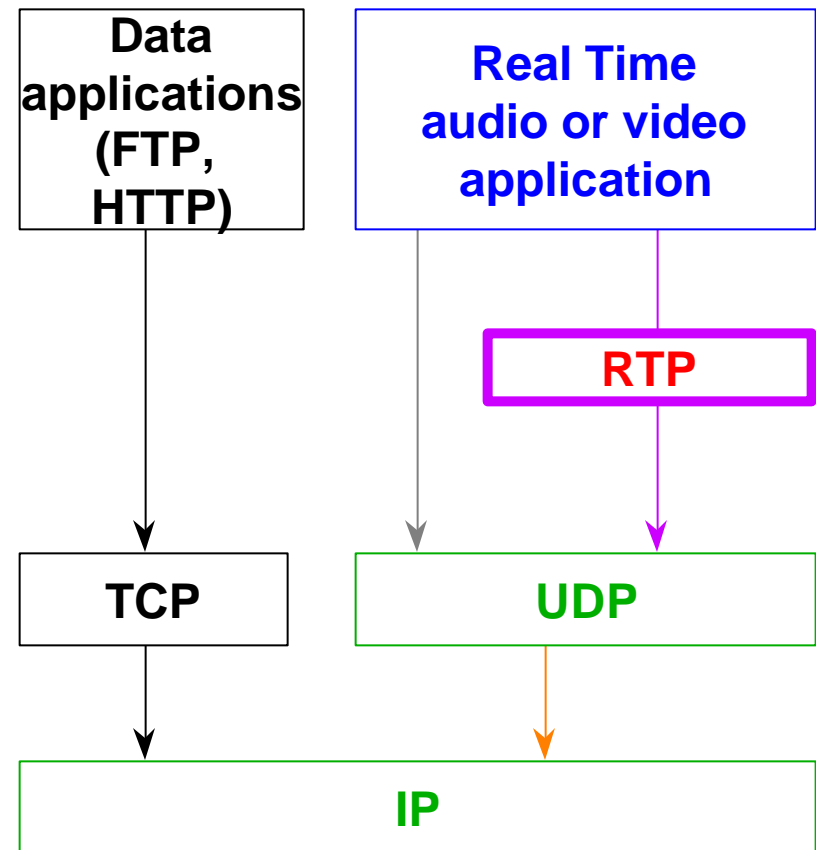 Data
applications
(FTP,
HTTP)
Real Time
audio or video
application
RTP
TCP
UDP
IP